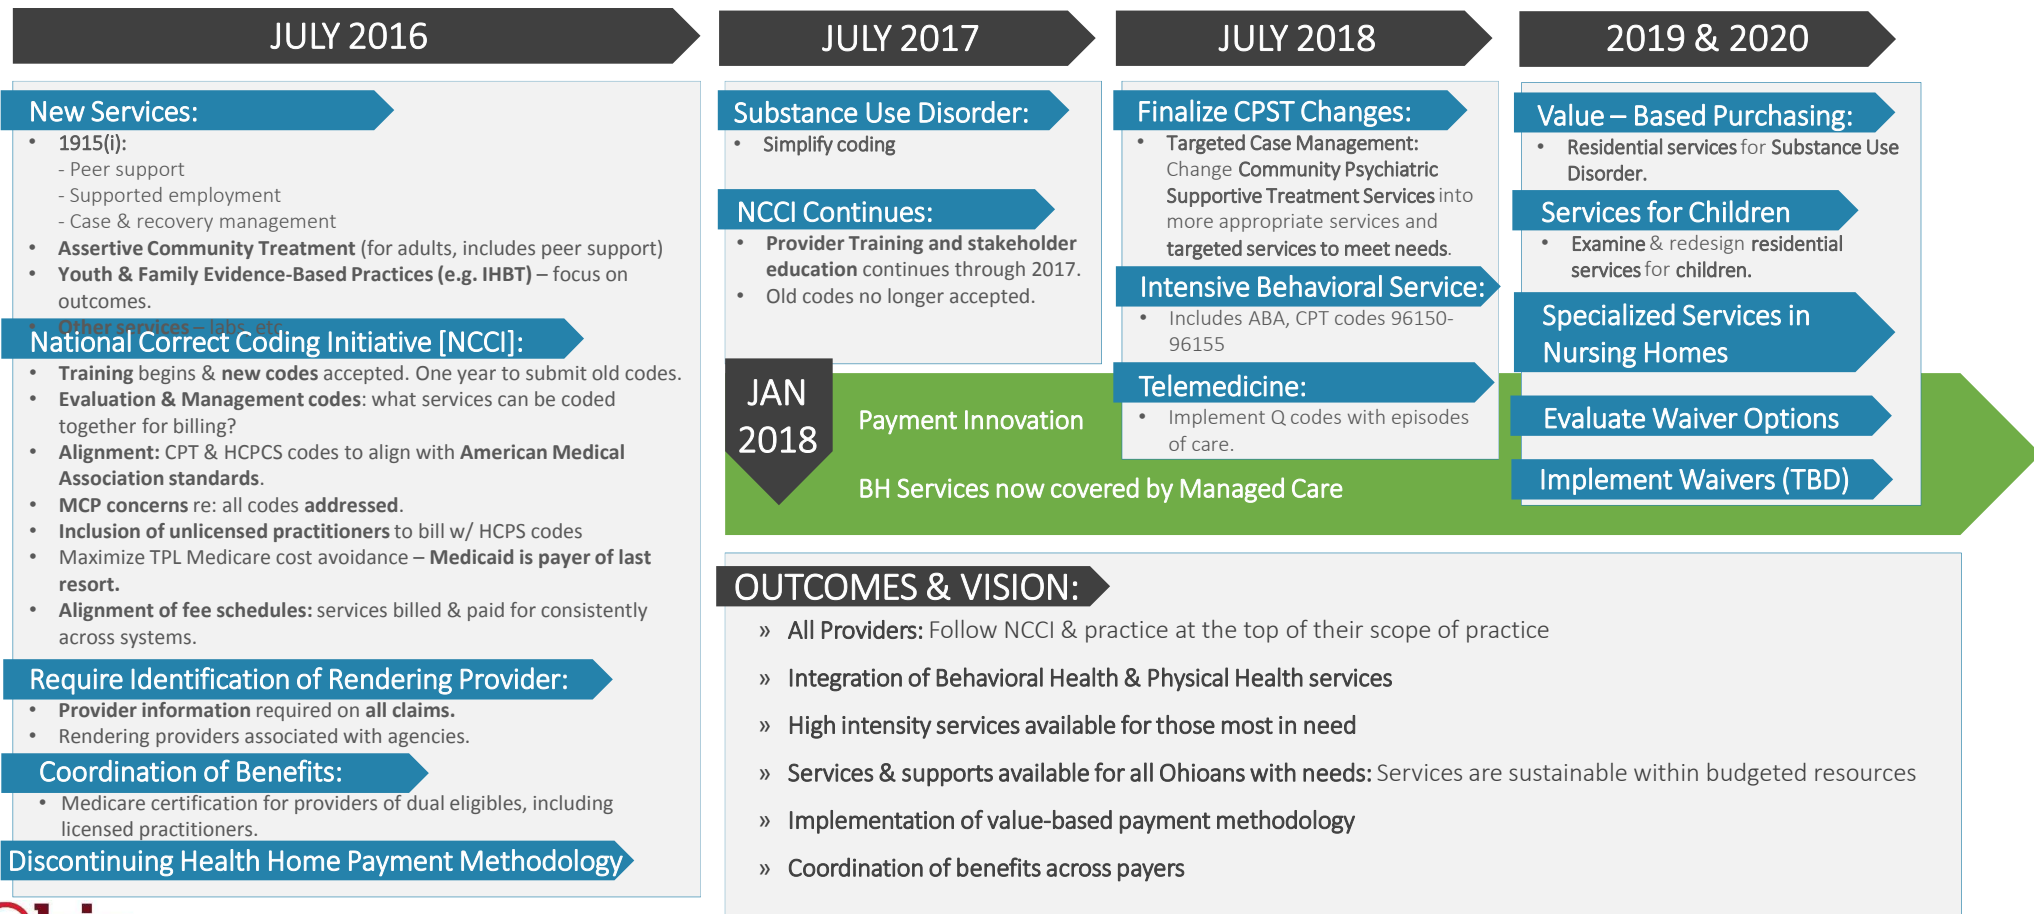 JULY 2016
New Services:
• 1915(i):
- Peer support
- Supported employment
- Case & recovery management
• Assertive Community Treatment (for adults, includes peer support)
• Youth & Family Evidence-Based Practices (e.g. IHBT) – focus on
outcomes.
• Other services – labs, etc
National Correct Coding Initiative [NCCI]:
• Training begins & new codes accepted. One year to submit old codes.
• Evaluation & Management codes: what services can be coded
together for billing?
• Alignment: CPT & HCPCS codes to align with American Medical
Association standards.
• MCP concerns re: all codes addressed.
• Inclusion of unlicensed practitioners to bill w/ HCPS codes
• Maximize TPL Medicare cost avoidance – Medicaid is payer of last
resort.
• Alignment of fee schedules: services billed & paid for consistently
across systems.
Require Identification of Rendering Provider:
• Provider information required on all claims.
• Rendering providers associated with agencies.
Coordination of Benefits:
• Medicare certification for providers of dual eligibles, including
licensed practitioners.
Discontinuing Health Home Payment Methodology
JULY 2017
Substance Use Disorder:
• Simplify coding
NCCI Continues:
• Provider Training and stakeholder
education continues through 2017.
• Old codes no longer accepted.
JULY 2018
Finalize CPST Changes:
• Targeted Case Management:
Change Community Psychiatric
Supportive Treatment Services into
more appropriate services and
targeted services to meet needs.
Intensive Behavioral Service:
• Includes ABA, CPT codes 96150-
96155
Telemedicine:
• Implement Q codes with episodes
of care.
2019 & 2020
Value – Based Purchasing:
• Residential services for Substance Use
Disorder.
Services for Children
• Examine & redesign residential
services for children.
Specialized Services in
Nursing Homes
Evaluate Waiver Options
Implement Waivers (TBD)
JAN
2018
Payment Innovation
BH Services now covered by Managed Care
OUTCOMES & VISION:
» All Providers: Follow NCCI & practice at the top of their scope of practice
» Integration of Behavioral Health & Physical Health services
» High intensity services available for those most in need
» Services & supports available for all Ohioans with needs: Services are sustainable within budgeted resources
» Implementation of value-based payment methodology
» Coordination of benefits across payers